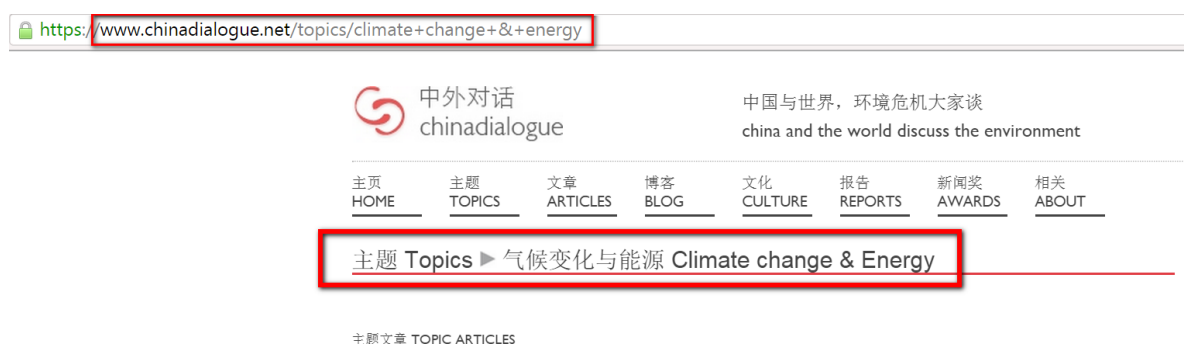 https://www.chinadialogue.net/topics/climate+change+&+energy
中外对话
chinadialogue
中国与世界，环境危机大家谈
china and the world discuss the environment
主页 主题 文章 博客 文化 报告 新闻奖 相关
HOME TOPICS ARTICLES BLOG CULTURE REPORTS AWARDS ABOUT
主题 Topics ▶ 气候变化与能源 Climate change & Energy
主题文章 TOPIC ARTICLES